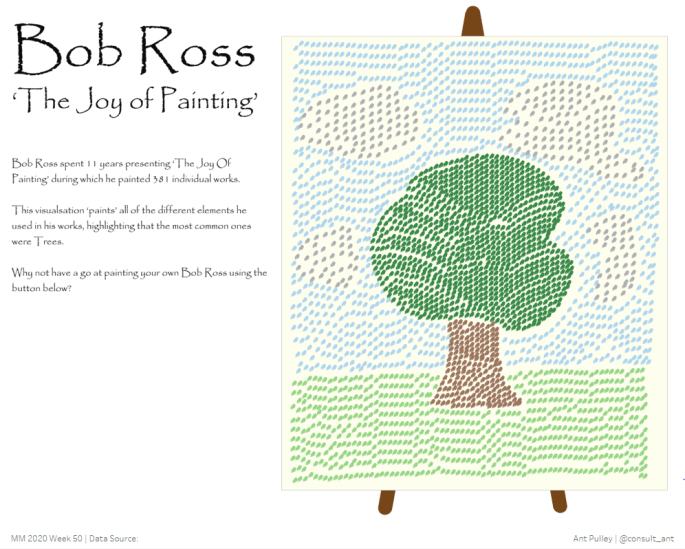 Bob Ross
‘The Joy of Painting’
Bob Ross spent 11 years presenting ‘The Joy Of
Painting’ during which he painted 381 individual works.
This visualsation ‘paints’ all of the different elements he
used in his works, highlighting that the most common ones
were Trees.
Why not have a go at painting your own Bob Ross using the
button below?
MM 2020 Week 50 | Data Source:
Ant Pulley | @consult_ant